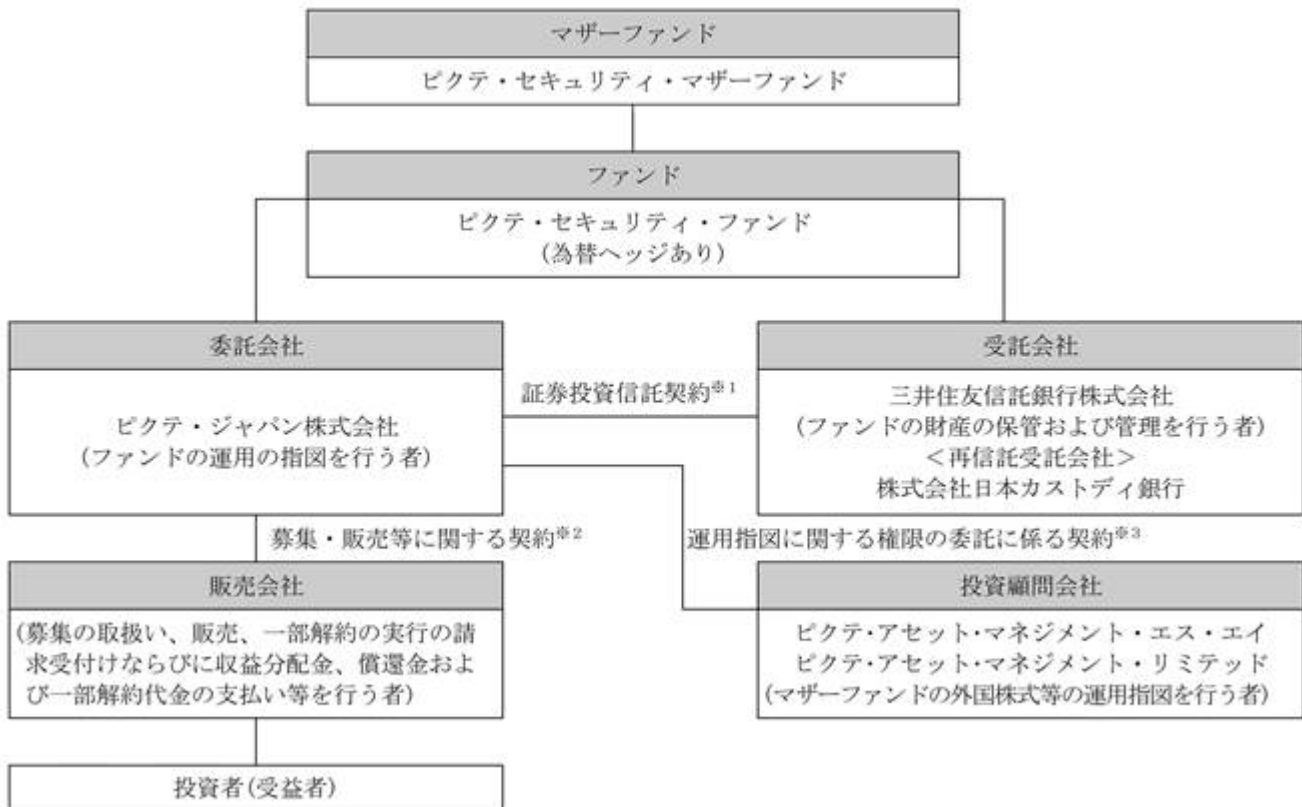 マザーファンド
ピクテ・セキュリティ・マザーファンド
ファンド
ピクテ・セキュリティ・ファンド
(為替ヘッジあり)
委託会社
ピクテ・ジャパン株式会社
(ファンドの運用の指図を行う者)
証券投資信託契約※1
受託会社
三井住友信託銀行株式会社
(ファンドの財産の保管および管理を行う者)
<再信託受託会社>
株式会社日本カストディ銀行
募集・販売等に関する契約※2
運用指図に関する権限の委託に係る契約※3
販売会社
(募集の取扱い、販売、一部解約の実行の請
求受付けならびに収益分配金、償還金およ
び一部解約代金の支払い等を行う者)
投資顧問会社
ピクテ・アセット・マネジメント・エス・エイ
ピクテ・アセット・マネジメント・リミテッド
(マザーファンドの外国株式等の運用指図を行う者)
投資者(受益者)